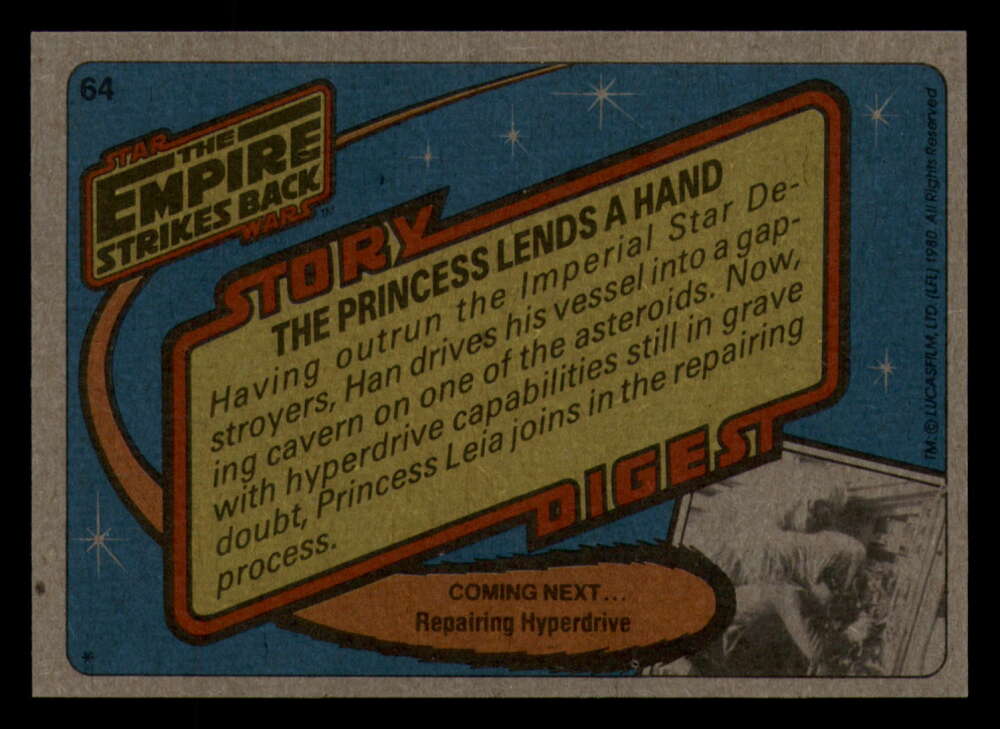 64
STAR
THE
EMPIRE
STRIKES BACK
WARS™
STORY
THE PRINCESS LENDS A HAND
Having outrun the Imperial Star De-
stroyers, Han drives his vessel into a gap-
ing cavern on one of the asteroids. Now,
with hyperdrive capabilities still in grave
doubt, Princess Leia joins in the repairing
process.
DIGEST
COMING NEXT...
Repairing Hyperdrive
*
TM: © LUCASFILM, LTD. (LFL) 1980. All Rights Reserved